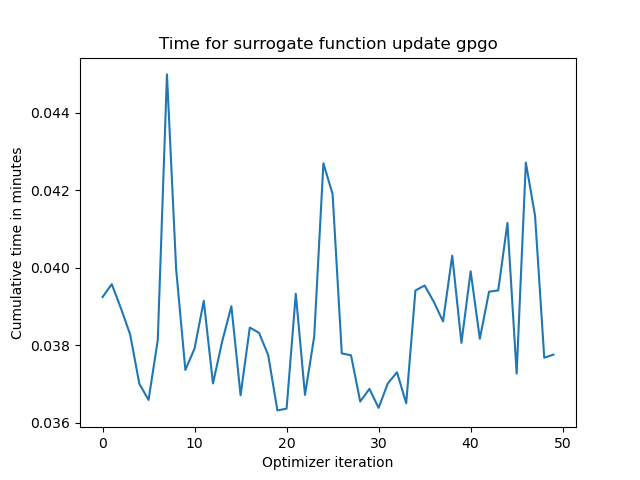 Time for surrogate function update gpgo
Cumulative time in minutes
0.044
0.042
0.040
0.038
0.036
0 10 20 30 40 50
Optimizer iteration